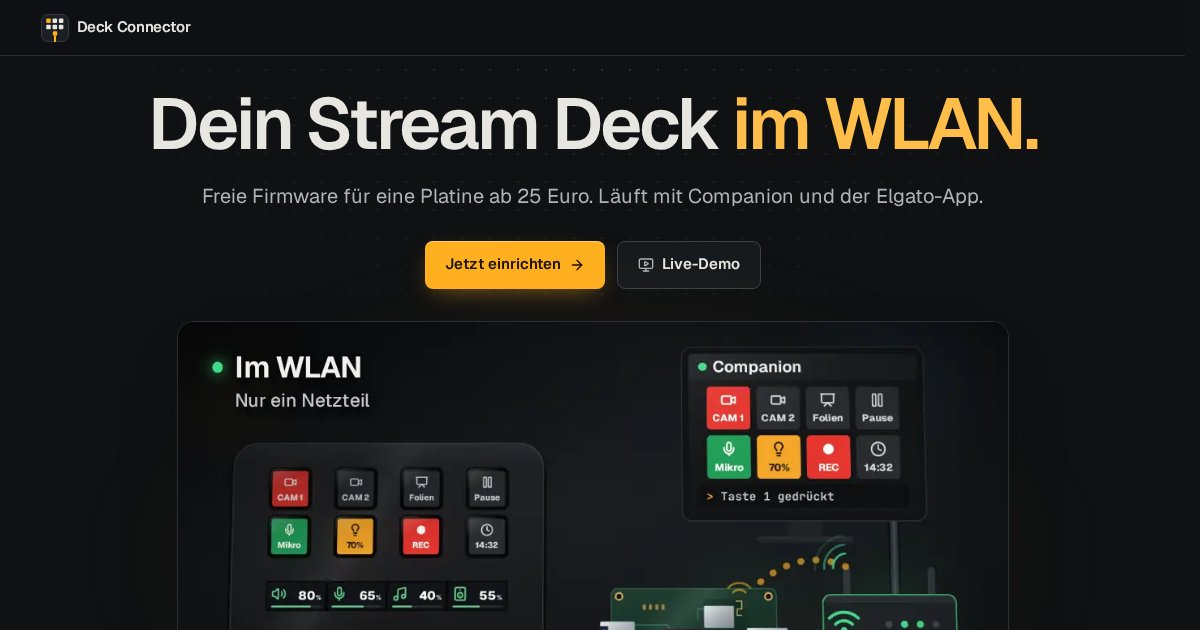 Deck Connector
Dein Stream Deck im WLAN.
Freie Firmware für eine Platine ab 25 Euro. Läuft mit Companion und der Elgato-App.
Jetzt einrichten →
Live-Demo
Im WLAN
Nur ein Netzteil
Companion
CAM 1 CAM 2 Folien Pause
Mikro 70% REC 14:32
> Taste 1 gedrückt
CAM 1 CAM 2 Folien Pause
Mikro 70% REC 14:32
80% 65% 40% 55%